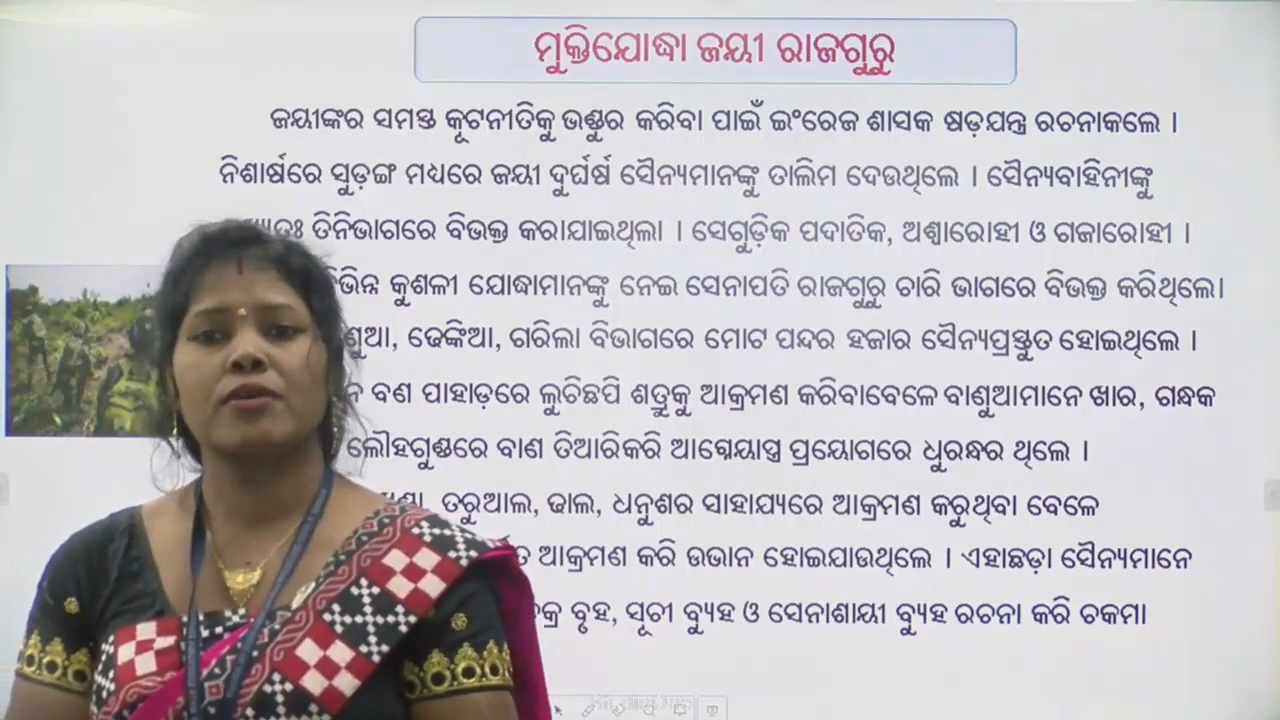 ମୁକ୍ତିଯୋଦ୍ଧା ଜୟୀ ରାଜଗୁରୁ
ଜୟୀଙ୍କର ସମସ୍ତ କୂଟନୀତିକୁ ଭଣ୍ଡୁର କରିବା ପାଇଁ ଇଂରେଜ ଶାସକ ଷଡ଼ଯନ୍ତ୍ର ରଚନାକଲେ ।
ନିଶାର୍ଷରେ ସୁଡ଼ଙ୍ଗ ମଧ୍ୟରେ ଜୟୀ ଦୁର୍ଘର୍ଷ ସୈନ୍ୟମାନଙ୍କୁ ତାଲିମ ଦେଉଥିଲେ । ସୈନ୍ୟବାହିନୀଙ୍କୁ
ତିନିଭାଗରେ ବିଭକ୍ତ କରାଯାଇଥିଲା । ସେଗୁଡ଼ିକ ପଦାତିକ, ଅଶ୍ୱାରୋହୀ ଓ ଗଜାରୋହୀ ।
କୁଶଳୀ ଯୋଦ୍ଧାମାନଙ୍କୁ ନେଇ ସେନାପତି ରାଜଗୁରୁ ଚାରି ଭାଗରେ ବିଭକ୍ତ କରିଥିଲେ।
ଢେଙ୍କିଆ, ଗରିଲା ବିଭାଗରେ ମୋଟ ପନ୍ଦର ହଜାର ସୈନ୍ୟପ୍ରସ୍ତୁତ ହୋଇଥିଲେ ।
ବଣ ପାହାଡ଼ରେ ଲୁଚିଛପି ଶତ୍ରୁକୁ ଆକ୍ରମଣ କରିବାବେଳେ ବାଣୁଆମାନେ ଖାର, ଗନ୍ଧକ
ଲୌହଗୁଣ୍ଡରେ ବାଣ ତିଆରିକରି ଆଗ୍ନେୟାସ୍ତ୍ର ପ୍ରୟୋଗରେ ଧୁରନ୍ଧର ଥିଲେ ।
ତରୁଆଲ, ଢାଲ, ଧନୁଶର ସାହାଯ୍ୟରେ ଆକ୍ରମଣ କରୁଥିବା ବେଳେ
ଆକ୍ରମଣ କରି ଉଭାନ ହୋଇଯାଉଥିଲେ । ଏହାଛଡ଼ା ସୈନ୍ୟମାନେ
ବୃହ, ସୂଚୀ ବ୍ୟୁହ ଓ ସେନାଶାୟୀ ବ୍ୟୁହ ରଚନା କରି ଚକମା